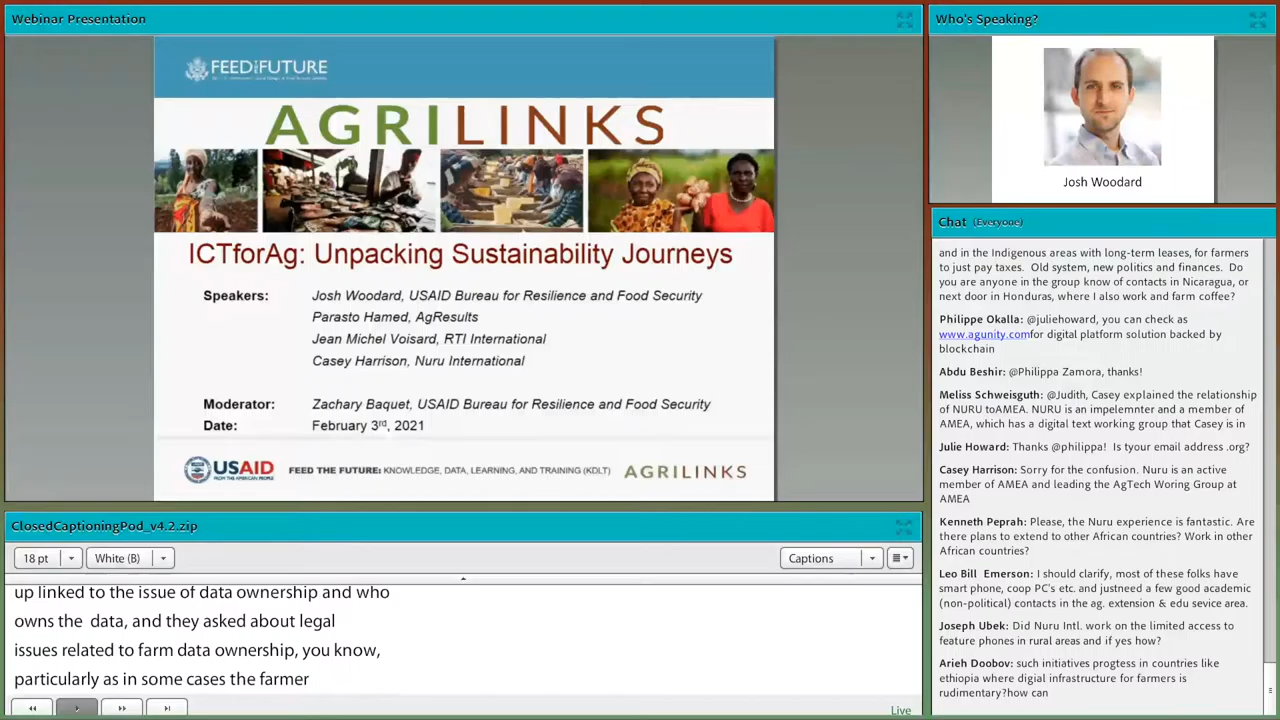 Webinar Presentation
FEED THE FUTURE
AGRILINKS
ICTforAg: Unpacking Sustainability Journeys
Speakers: Josh Woodard, USAID Bureau for Resilience and Food Security
Parasto Hamed, AgResults
Jean Michel Voisard, RTI International
Casey Harrison, Nuru International
Moderator: Zachary Baquet, USAID Bureau for Resilience and Food Security
Date: February 3rd, 2021
USAID
FROM THE AMERICAN PEOPLE
FEED THE FUTURE: KNOWLEDGE, DATA, LEARNING, AND TRAINING (KDLT)
AGRILINKS
ClosedCaptioningPod_v4.2.zip
18 pt White (B) Captions
up linked to the issue of data ownership and who
owns the data, and they asked about legal
issues related to farm data ownership, you know,
particularly as in some cases the farmer
Live
Who's Speaking?
Josh Woodard
Chat (Everyone)
and in the Indigenous areas with long-term leases, for farmers
to just pay taxes. Old system, new politics and finances. Do
you are anyone in the group know of contacts in Nicaragua, or
next door in Honduras, where I also work and farm coffee?
Philippe Okalla: @juliehoward, you can check as
www.agunity.comfor digital platform solution backed by
blockchain
Abdu Beshir: @Philippa Zamora, thanks!
Meliss Schweisguth: @Judith, Casey explained the relationship
of NURU toAMEA. NURU is an impelemnter and a member of
AMEA, which has a digital text working group that Casey is in
Julie Howard: Thanks @philippa! Is your email address .org?
Casey Harrison: Sorry for the confusion. Nuru is an active
member of AMEA and leading the AgTech Woring Group at
AMEA
Kenneth Peprah: Please, the Nuru experience is fantastic. Are
there plans to extend to other African countries? Work in other
African countries?
Leo Bill Emerson: I should clarify, most of these folks have
smart phone, coop PC's etc. and justneed a few good academic
(non-political) contacts in the ag. extension & edu sevice area.
Joseph Ubek: Did Nuru Intl. work on the limited access to
feature phones in rural areas and if yes how?
Arieh Doobov: such initiatives progtess in countries like
ethiopia where digial infrastructure for farmers is
rudimentary?how can